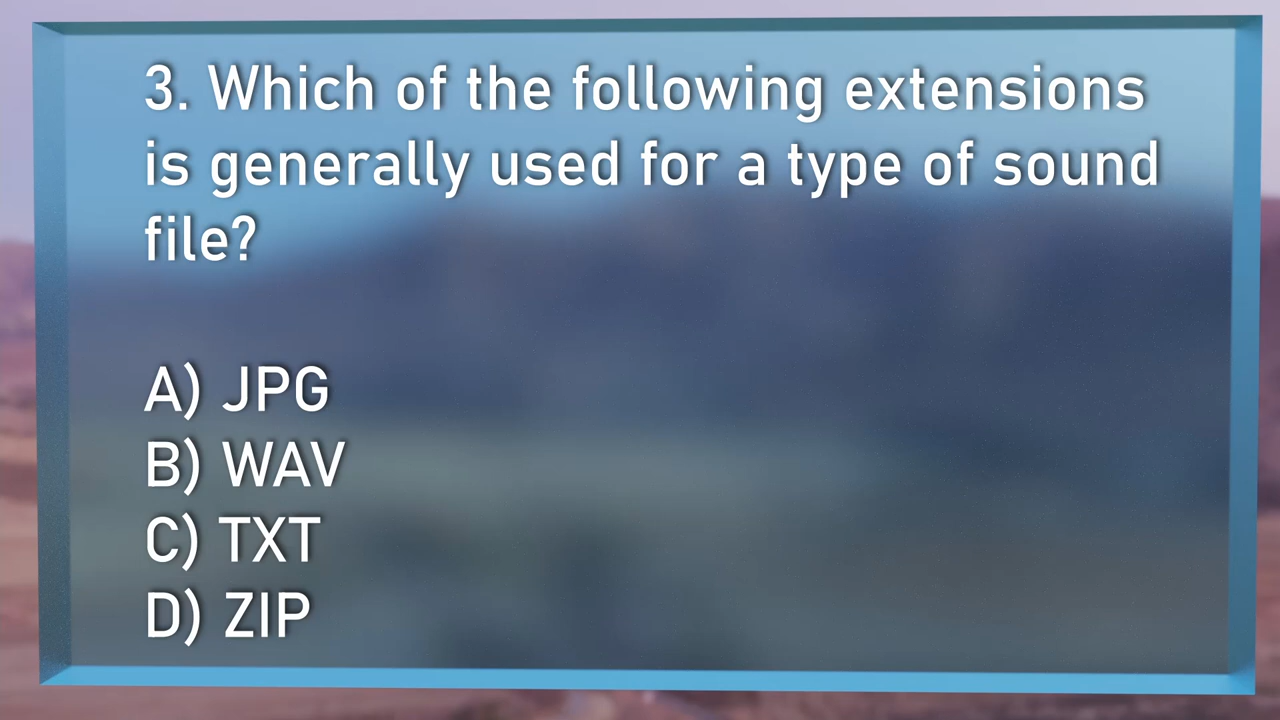 3. Which of the following extensions
is generally used for a type of sound
file?
A) JPG
B) WAV
C) TXT
D) ZIP